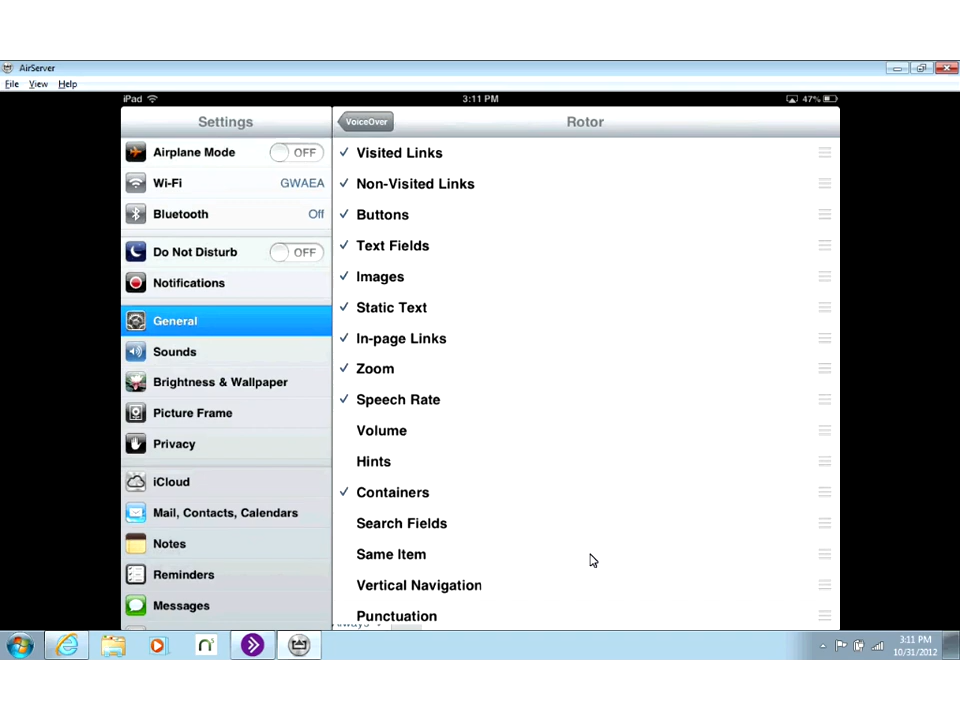 AirServer
File View Help
iPad 3:11 PM 47%
Settings
Airplane Mode OFF
Wi-Fi GWAEA
Bluetooth Off
Do Not Disturb OFF
Notifications
General
Sounds
Brightness & Wallpaper
Picture Frame
Privacy
iCloud
Mail, Contacts, Calendars
Notes
Reminders
Messages
VoiceOver Rotor
Visited Links
Non-Visited Links
Buttons
Text Fields
Images
Static Text
In-page Links
Zoom
Speech Rate
Volume
Hints
Containers
Search Fields
Same Item
Vertical Navigation
Punctuation
3:11 PM
10/31/2012